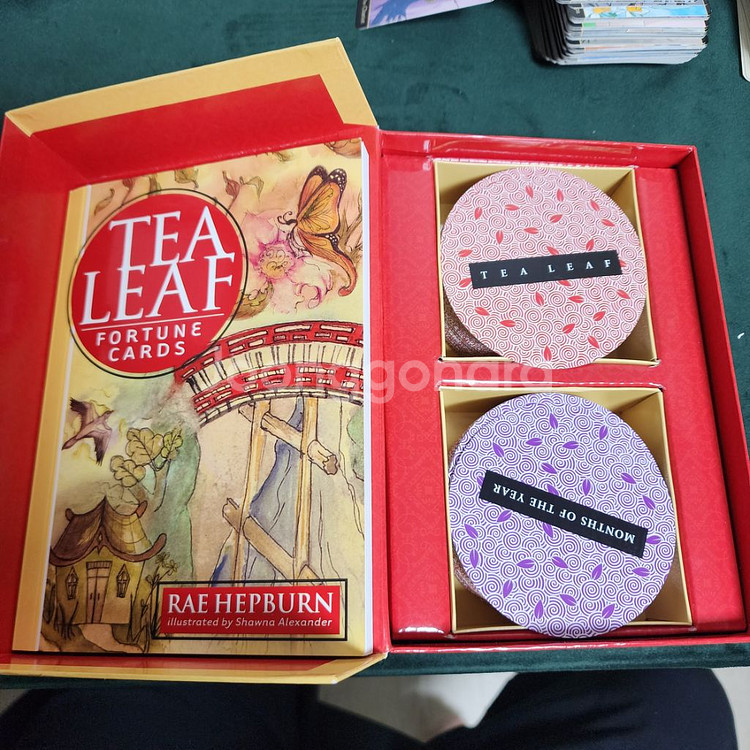 TEA
LEAF
FORTUNE
CARDS
RAE HEPBURN
illustrated by Shawna Alexander
TEA LEAF
MONTHS OF THE YEAR